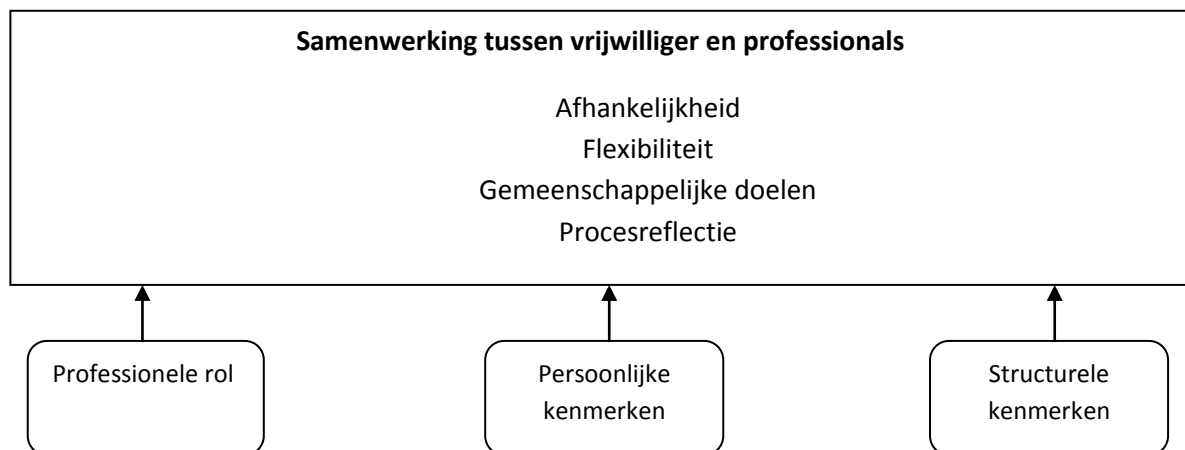 Samenwerking tussen vrijwilliger en professionals
Afhankelijkheid
Flexibiliteit
Gemeenschappelijke doelen
Procesreflectie
Professionele rol
Persoonlijke
kenmerken
Structurele
kenmerken